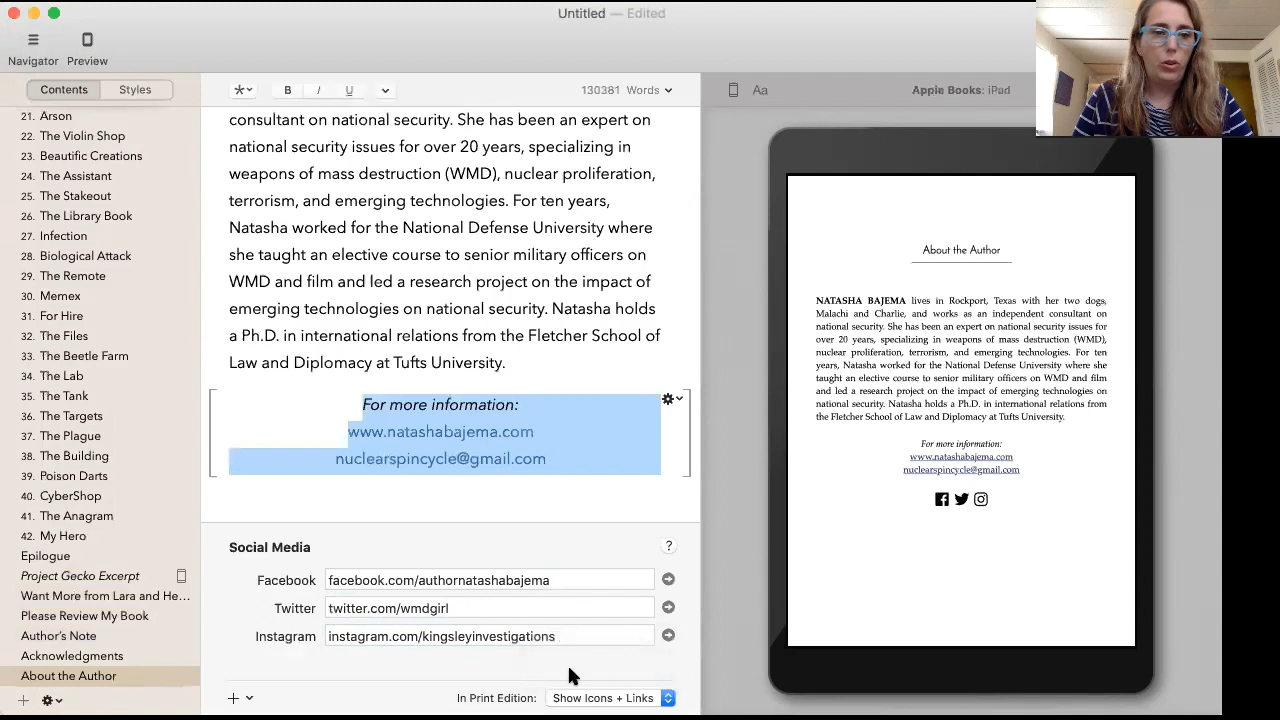 Untitled — Edited
Navigator
Preview
Contents
Styles
B I U
130381 Words
Aa
Apple Books: iPad
21. Arson
22. The Violin Shop
23. Beautific Creations
24. The Assistant
25. The Stakeout
26. The Library Book
27. Infection
28. Biological Attack
29. The Remote
30. Memex
31. For Hire
32. The Files
33. The Beetle Farm
34. The Lab
35. The Tank
36. The Targets
37. The Plague
38. The Building
39. Poison Darts
40. CyberShop
41. The Anagram
42. My Hero
Epilogue
Project Gecko Excerpt
Want More from Lara and He…
Please Review My Book
Author's Note
Acknowledgments
About the Author
consultant on national security. She has been an expert on
national security issues for over 20 years, specializing in
weapons of mass destruction (WMD), nuclear proliferation,
terrorism, and emerging technologies. For ten years,
Natasha worked for the National Defense University where
she taught an elective course to senior military officers on
WMD and film and led a research project on the impact of
emerging technologies on national security. Natasha holds
a Ph.D. in international relations from the Fletcher School of
Law and Diplomacy at Tufts University.
For more information:
www.natashabajema.com
nuclearspincycle@gmail.com
Social Media
?
Facebook facebook.com/authornatashabajema
Twitter twitter.com/wmdgirl
Instagram instagram.com/kingsleyinvestigations
In Print Edition: Show Icons + Links
About the Author
NATASHA BAJEMA lives in Rockport, Texas with her two dogs,
Malachi and Charlie, and works as an independent consultant on
national security. She has been an expert on national security issues for
over 20 years, specializing in weapons of mass destruction (WMD),
nuclear proliferation, terrorism, and emerging technologies. For ten
years, Natasha worked for the National Defense University where she
taught an elective course to senior military officers on WMD and film
and led a research project on the impact of emerging technologies on
national security. Natasha holds a Ph.D. in international relations from
the Fletcher School of Law and Diplomacy at Tufts University.
For more information:
www.natashabajema.com
nuclearspincycle@gmail.com